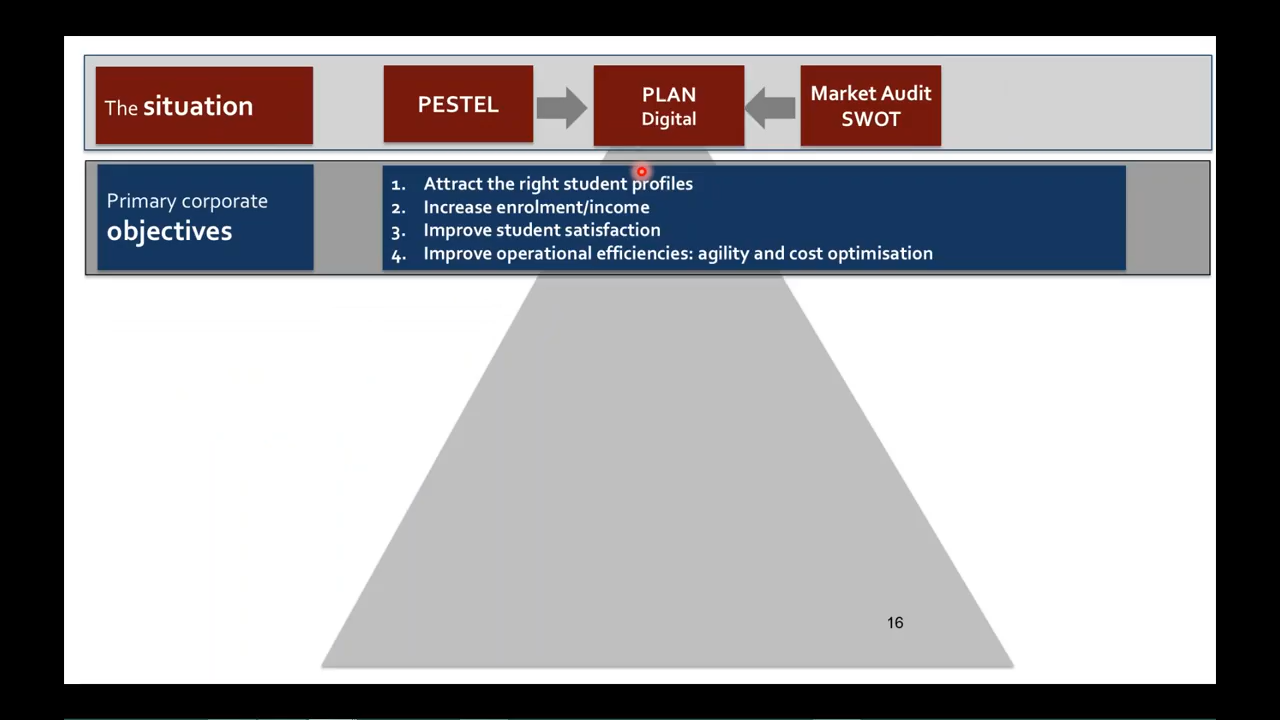 The situation
PESTEL
PLAN
Digital
Market Audit
SWOT
Primary corporate
objectives
1. Attract the right student profiles
2. Increase enrolment/income
3. Improve student satisfaction
4. Improve operational efficiencies: agility and cost optimisation
16